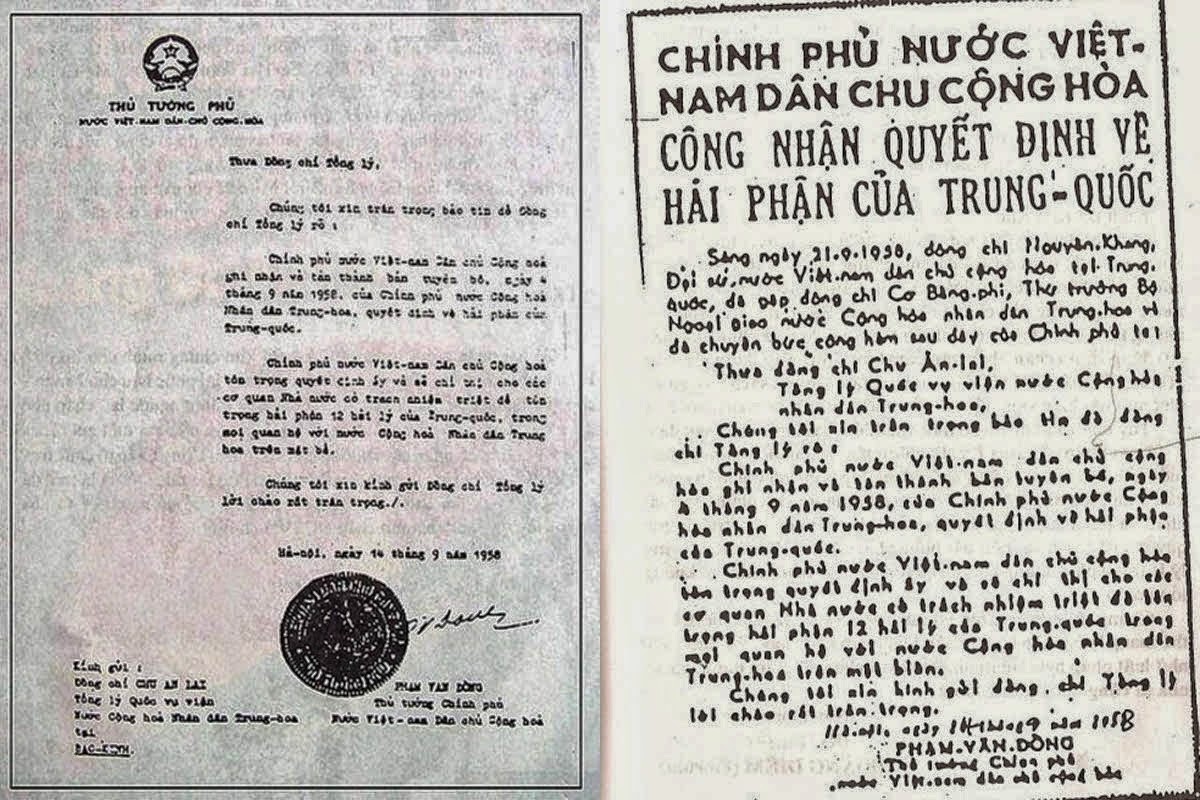 THỦ TƯỚNG PHỦ
NƯỚC VIỆT-NAM DÂN-CHỦ CỘNG-HÒA
Thưa Đồng chí Tổng lý,
Chúng tôi xin trân trọng báo tin để Đồng
chí Tổng lý rõ :
Chính phủ nước Việt-nam Dân chủ Cộng hoà
ghi nhận và tán thành bản tuyên bố, ngày 4
tháng 9 năm 1958, của Chính phủ nước Cộng hoà
Nhân dân Trung-hoa, quyết định về hải phận của
Trung-quốc.
Chính phủ nước Việt-nam Dân chủ Cộng hoà
tôn trọng quyết định ấy và sẽ chỉ thị cho các
cơ quan Nhà nước có trách nhiệm triệt để tôn
trọng hải phận 12 hải lý của Trung-quốc, trong
mọi quan hệ với nước Cộng hoà Nhân dân Trung
hoa trên mặt bể.
Chúng tôi xin kính gửi Đồng chí Tổng lý
lời chào rất trân trọng./.
Hà-nội, ngày 14 tháng 9 năm 1958
Kính gửi :
Đồng chí CHU AN LAI
Tổng lý Quốc vụ viện
Nước Cộng hoà Nhân dân Trung-hoa
tại
BẮC-KINH.
PHẠM VĂN ĐỒNG
Thủ tướng Chính phủ
Nước Việt-nam Dân chủ Cộng hoà
CHÍNH PHỦ NƯỚC VIỆT-
NAM DÂN CHU CỘNG HÒA
CÔNG NHẬN QUYẾT ĐỊNH VỀ
HẢI PHẬN CỦA TRUNG-QUỐC
Sáng ngày 21.9.1958, đồng chí Nguyễn.Khang,
Đại sứ nước Việt.nam dân chủ cộng hòa tại Trung.
quốc, đã gặp đồng chí Cơ Bằng.phi, Thứ trưởng Bộ
Ngoại giao nước Cộng hòa nhân dân Trung.hoa và
đã chuyển bức công hàm sau đây của Chính phủ ta:
"Thưa đồng chí Chu Ân-lai,
Tổng lý Quốc vụ viện nước Cộng hòa
nhân dân Trung-hoa,
Chúng tôi xin trân trọng báo để đồng
chí Tổng lý rõ :
Chính phủ nước Việt.nam dân chủ cộng
hòa ghi nhận và tán thành bản tuyên bố, ngày
4 tháng 9 năm 1958, của Chính phủ nước Cộng
hòa nhân dân Trung-hoa, quyết định về hải phận
của Trung-quốc.
Chính phủ nước Việt.nam dân chủ cộng hòa
tôn trọng quyết định ấy và sẽ chỉ thị cho các
cơ quan Nhà nước có trách nhiệm triệt để tôn
trọng hải phận 12 hải lý của Trung-quốc trong
mọi quan hệ với nước Cộng hòa nhân dân
Trung-hoa trên mặt biển.
Chúng tôi xin kính gửi đồng chí Tổng lý
lời chào rất trân trọng.
Hà-nội, ngày 14 tháng 9 năm 1958
PHẠM-VĂN-ĐỒNG
Thủ tướng Chính phủ
nước Việt-nam dân chủ cộng hòa